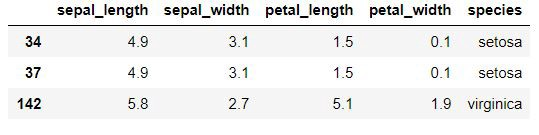 sepal_length sepal_width petal_length petal_width species
34 4.9 3.1 1.5 0.1 setosa
37 4.9 3.1 1.5 0.1 setosa
142 5.8 2.7 5.1 1.9 virginica